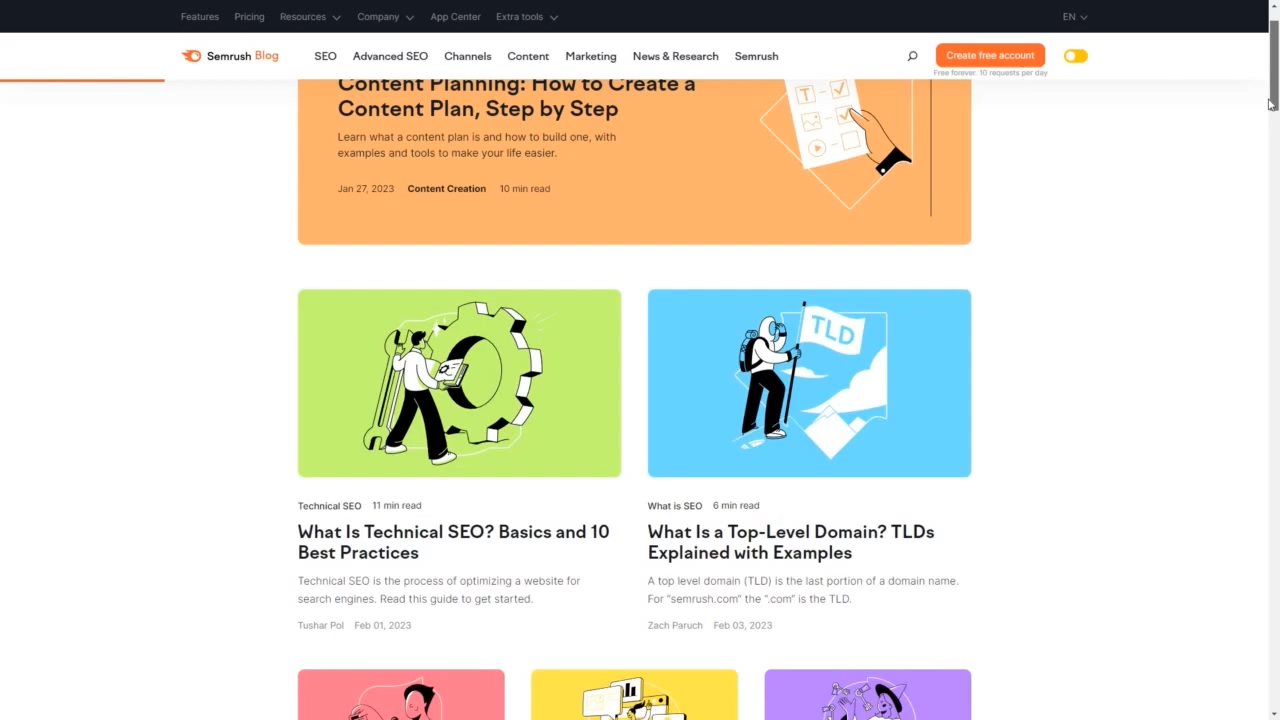 Features Pricing Resources Company App Center Extra tools EN
Semrush Blog SEO Advanced SEO Channels Content Marketing News & Research Semrush Create free account
Free forever. 10 requests per day
Content Planning: How to Create a
Content Plan, Step by Step
Learn what a content plan is and how to build one, with
examples and tools to make your life easier.
Jan 27, 2023 Content Creation 10 min read
T
TLD
Technical SEO 11 min read
What Is Technical SEO? Basics and 10
Best Practices
Technical SEO is the process of optimizing a website for
search engines. Read this guide to get started.
Tushar Pol Feb 01, 2023
What is SEO 6 min read
What Is a Top-Level Domain? TLDs
Explained with Examples
A top level domain (TLD) is the last portion of a domain name.
For “semrush.com” the “.com” is the TLD.
Zach Paruch Feb 03, 2023